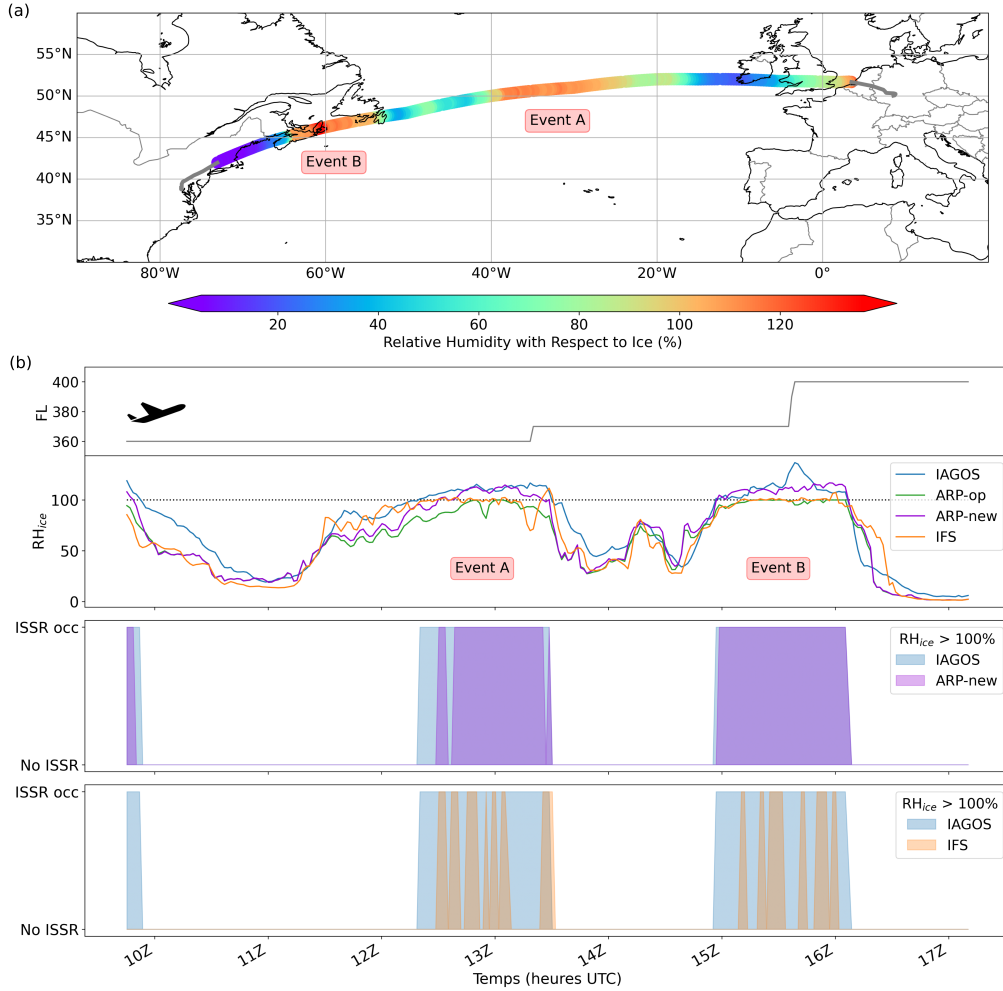 (a)
55°N
50°N
45°N
40°N
35°N
Event A
Event B
80°W
60°W
40°W
20°W
0°
20
40
60
80
100
120
Relative Humidity with Respect to Ice (%)
(b)
400
380
360
FL
100
50
0
RHice
IAGOS
ARP-op
ARP-new
IFS
Event A
Event B
ISSR occ
No ISSR
RHice > 100%
IAGOS
ARP-new
ISSR occ
No ISSR
RHice > 100%
IAGOS
IFS
10Z
11Z
12Z
13Z
14Z
15Z
16Z
17Z
Temps (heures UTC)